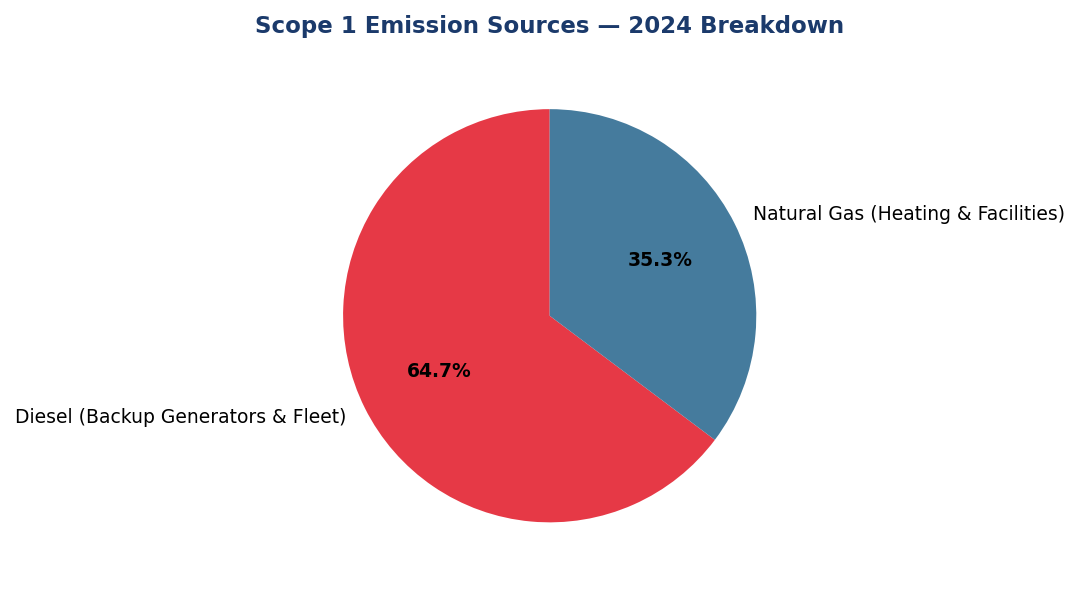 Scope 1 Emission Sources — 2024 Breakdown
Natural Gas (Heating & Facilities)
35.3%
64.7%
Diesel (Backup Generators & Fleet)